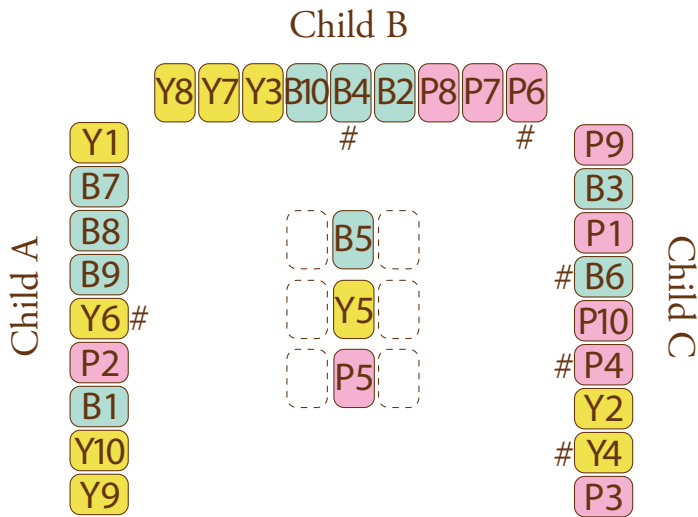 Child B
Y8 Y7 Y3 B10 B4 B2 P8 P7 P6
# #
Child A
Y1
B7
B8
B9
Y6 #
P2
B1
Y10
Y9
B5
Y5
P5
P9
B3
P1
# B6
P10
# P4
Y2
# Y4
P3
Child C